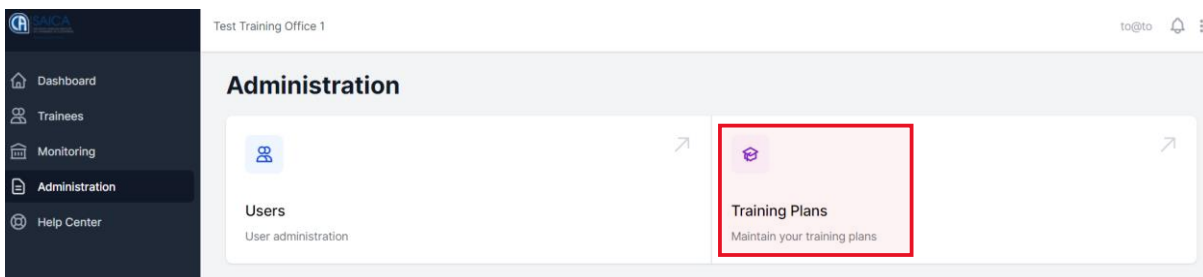 SAICA
Test Training Office 1
to@to
Dashboard
Trainees
Monitoring
Administration
Help Center
Administration
Users
User administration
Training Plans
Maintain your training plans